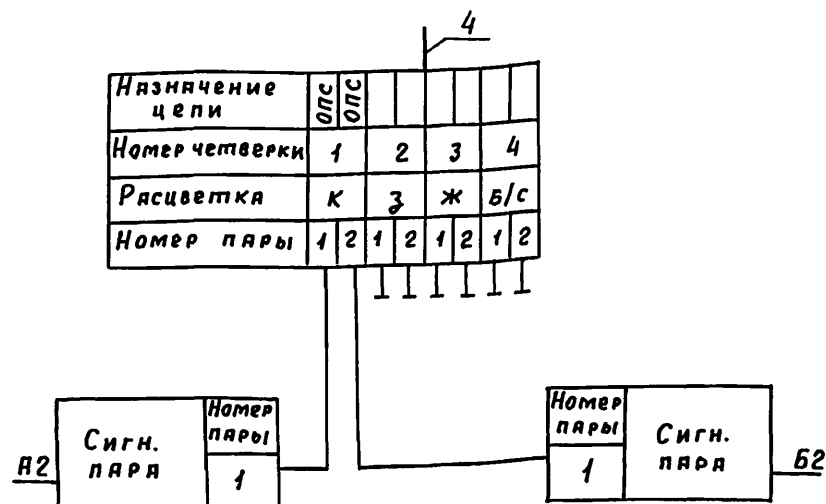 4
Назначение цепи ОПС ОПС
Номер четверки 1 2 3 4
Расцветка К З Ж Б/С
Номер пары 1 2 1 2 1 2 1 2
А2
Сигн. пара
Номер пары
1
Номер пары
1
Сигн. пара
Б2